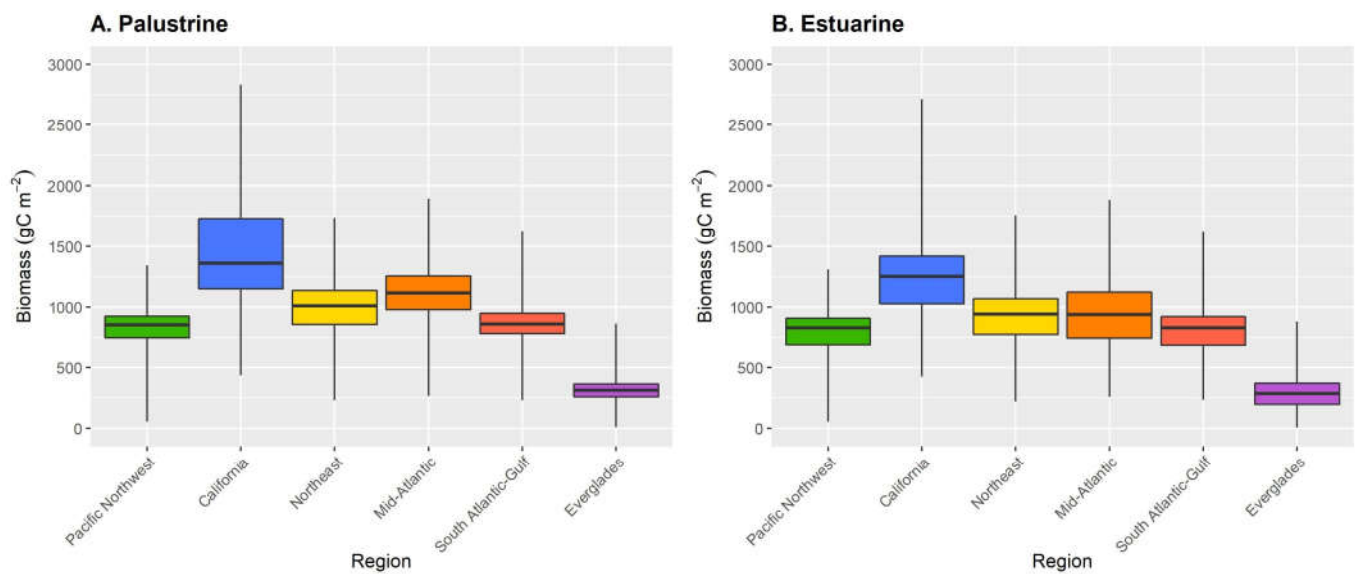 A. Palustrine
3000
2500
2000
1500
1000
500
0
Biomass (gC m⁻²)
Pacific Northwest
California
Northeast
Mid-Atlantic
South Atlantic-Gulf
Everglades
Region
B. Estuarine
3000
2500
2000
1500
1000
500
0
Biomass (gC m⁻²)
Pacific Northwest
California
Northeast
Mid-Atlantic
South Atlantic-Gulf
Everglades
Region